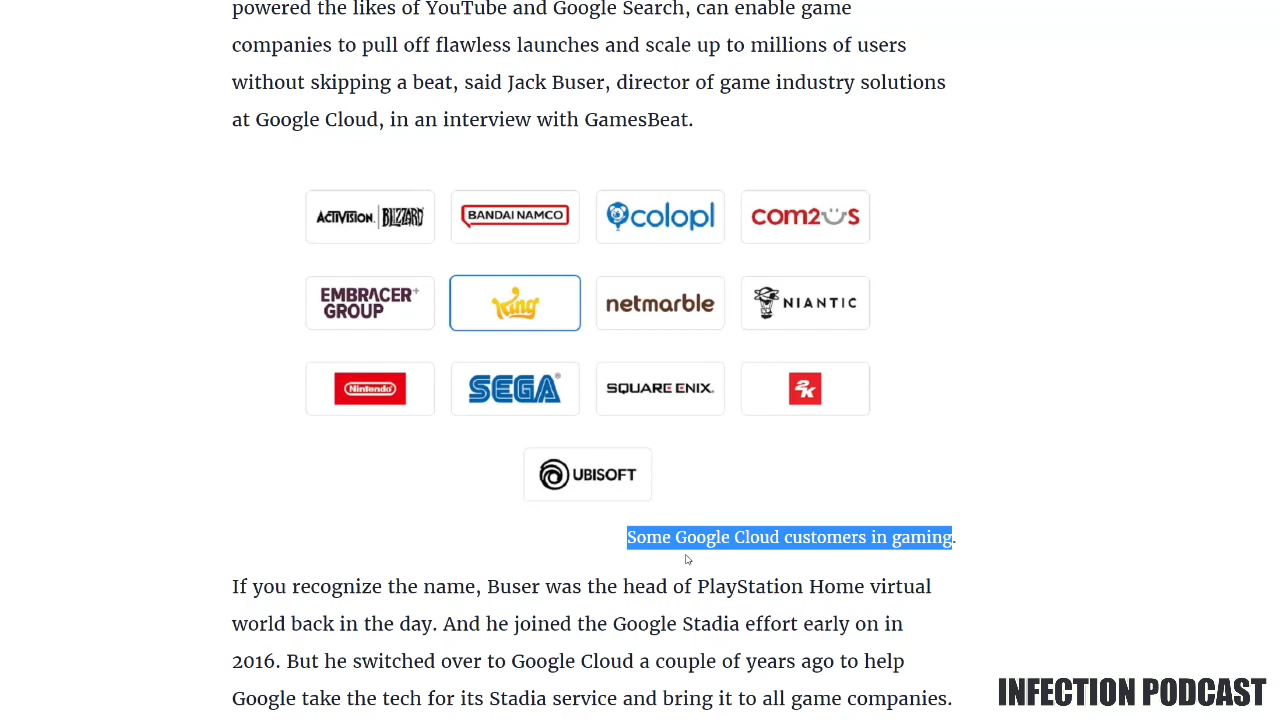 powered the likes of YouTube and Google Search, can enable game
companies to pull off flawless launches and scale up to millions of users
without skipping a beat, said Jack Buser, director of game industry solutions
at Google Cloud, in an interview with GamesBeat.
ACTIVISION BLIZZARD
BANDAI NAMCO
colopl
com2us
EMBRACER+
GROUP
King
netmarble
NIANTIC
Nintendo
SEGA®
SQUARE ENIX.
2K
UBISOFT
Some Google Cloud customers in gaming.
If you recognize the name, Buser was the head of PlayStation Home virtual
world back in the day. And he joined the Google Stadia effort early on in
2016. But he switched over to Google Cloud a couple of years ago to help
Google take the tech for its Stadia service and bring it to all game companies.
INFECTION PODCAST